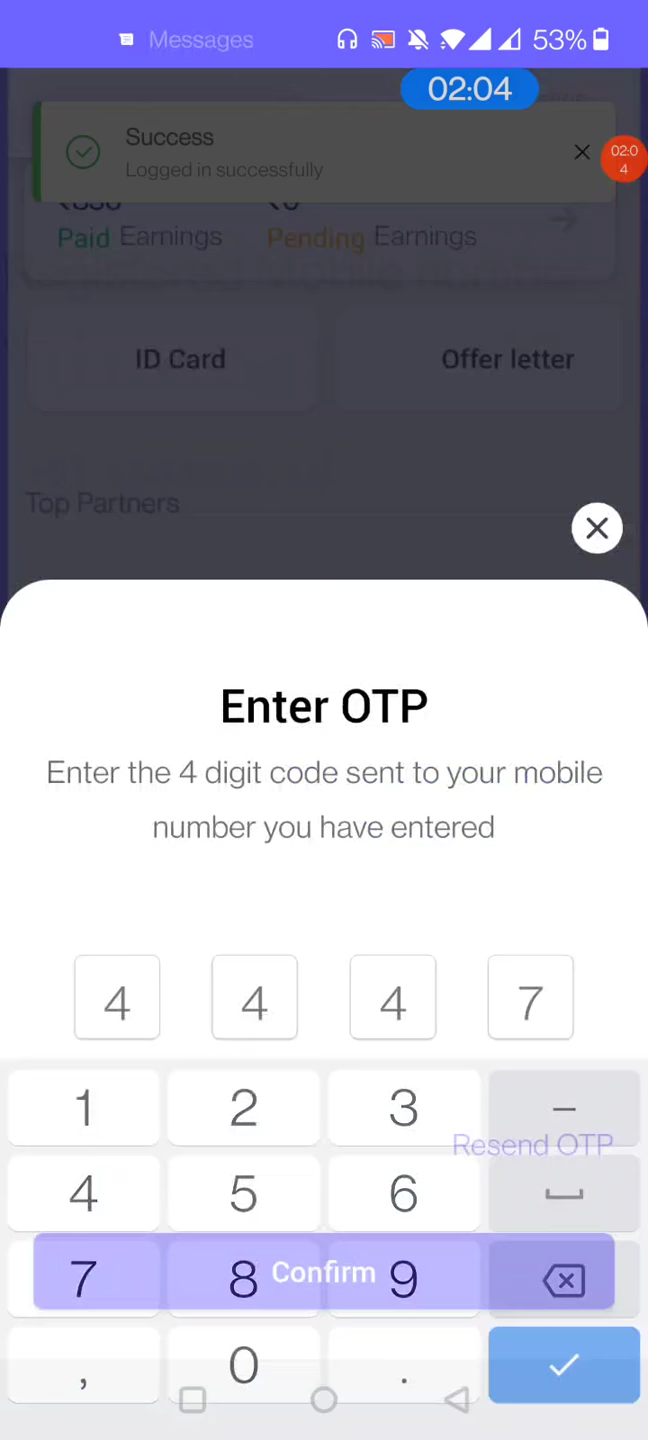 Messages
53%
02:04
Success
Logged in successfully
02:0
4
Paid Earnings
Pending Earnings
ID Card
Offer letter
Top Partners
Enter OTP
Enter the 4 digit code sent to your mobile
number you have entered
4 4 4 7
1 2 3 –
Resend OTP
4 5 6
7 8 9
Confirm
, 0 .